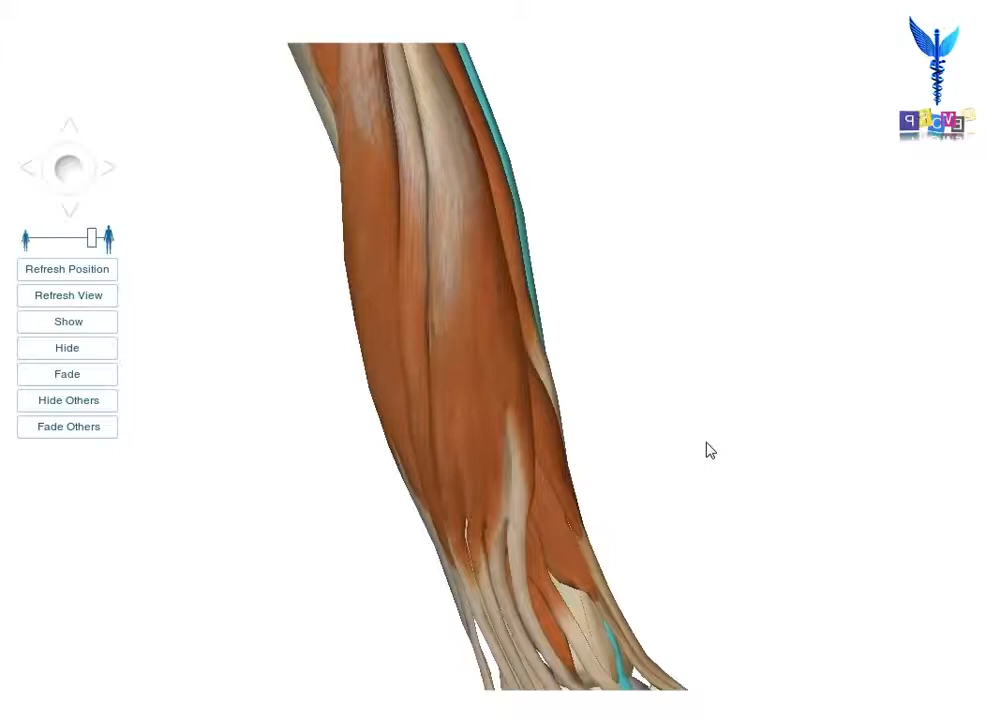 Refresh Position
Refresh View
Show
Hide
Fade
Hide Others
Fade Others